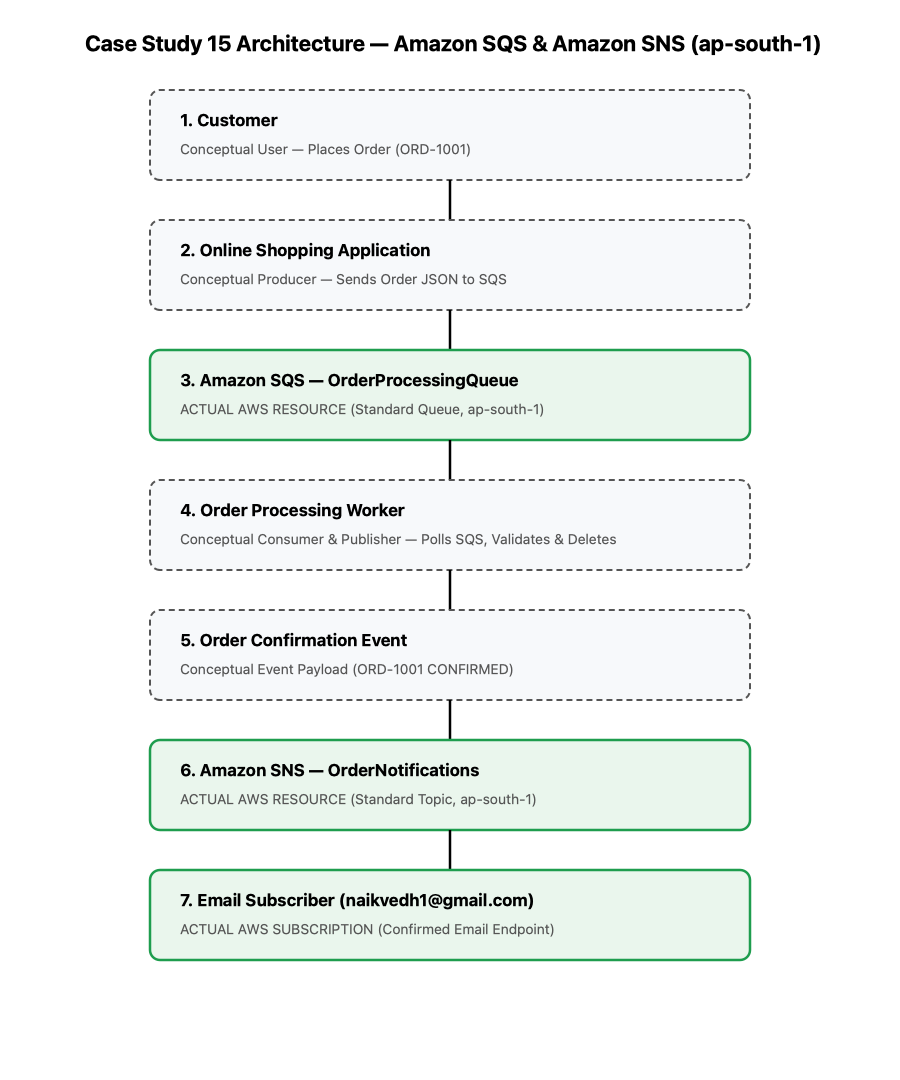 Case Study 15 Architecture — Amazon SQS & Amazon SNS (ap-south-1)
1. Customer
Conceptual User — Places Order (ORD-1001)
2. Online Shopping Application
Conceptual Producer — Sends Order JSON to SQS
3. Amazon SQS — OrderProcessingQueue
ACTUAL AWS RESOURCE (Standard Queue, ap-south-1)
4. Order Processing Worker
Conceptual Consumer & Publisher — Polls SQS, Validates & Deletes
5. Order Confirmation Event
Conceptual Event Payload (ORD-1001 CONFIRMED)
6. Amazon SNS — OrderNotifications
ACTUAL AWS RESOURCE (Standard Topic, ap-south-1)
7. Email Subscriber (naikvedh1@gmail.com)
ACTUAL AWS SUBSCRIPTION (Confirmed Email Endpoint)